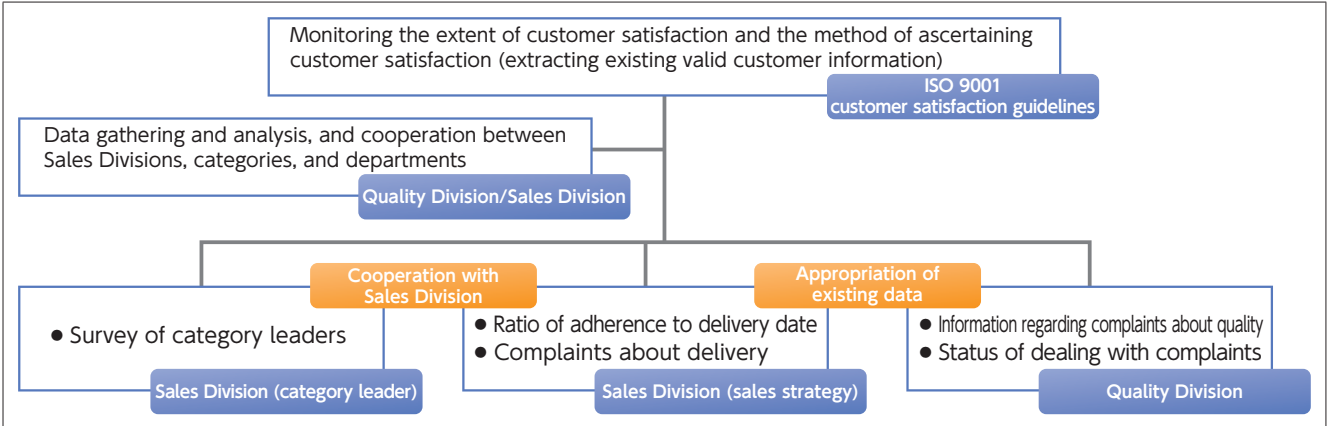 Monitoring the extent of customer satisfaction and the method of ascertaining
customer satisfaction (extracting existing valid customer information)
ISO 9001
customer satisfaction guidelines
Data gathering and analysis, and cooperation between
Sales Divisions, categories, and departments
Quality Division/Sales Division
Cooperation with
Sales Division
Appropriation of
existing data
● Survey of category leaders
Sales Division (category leader)
● Ratio of adherence to delivery date
● Complaints about delivery
Sales Division (sales strategy)
● Information regarding complaints about quality
● Status of dealing with complaints
Quality Division